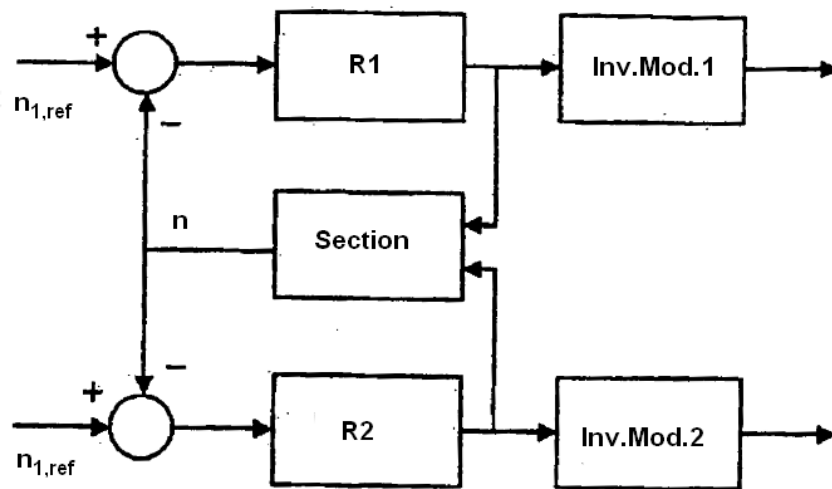 +
R1
Inv.Mod.1
n1,ref
−
n
Section
−
+
R2
Inv.Mod.2
n1,ref